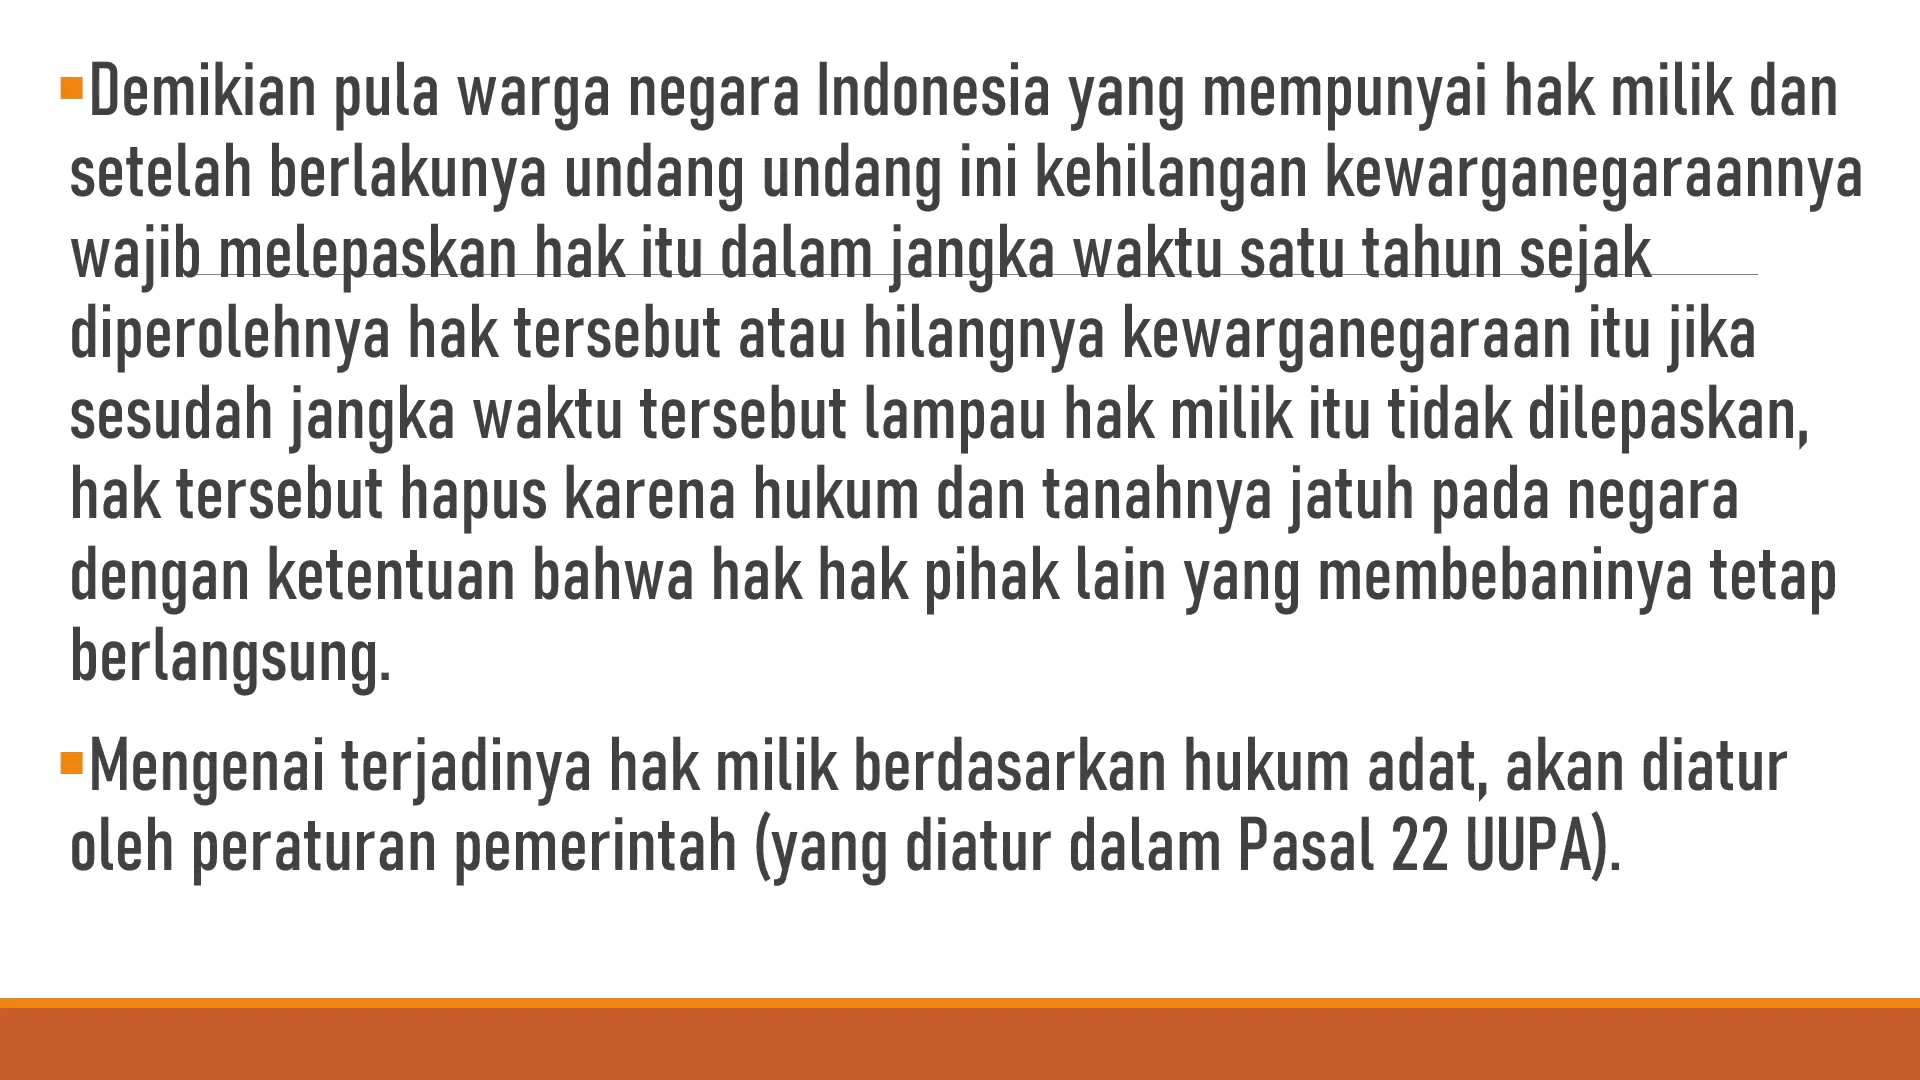 ▪Demikian pula warga negara Indonesia yang mempunyai hak milik dan
setelah berlakunya undang undang ini kehilangan kewarganegaraannya
wajib melepaskan hak itu dalam jangka waktu satu tahun sejak
diperolehnya hak tersebut atau hilangnya kewarganegaraan itu jika
sesudah jangka waktu tersebut lampau hak milik itu tidak dilepaskan,
hak tersebut hapus karena hukum dan tanahnya jatuh pada negara
dengan ketentuan bahwa hak hak pihak lain yang membebaninya tetap
berlangsung.
▪Mengenai terjadinya hak milik berdasarkan hukum adat, akan diatur
oleh peraturan pemerintah (yang diatur dalam Pasal 22 UUPA).